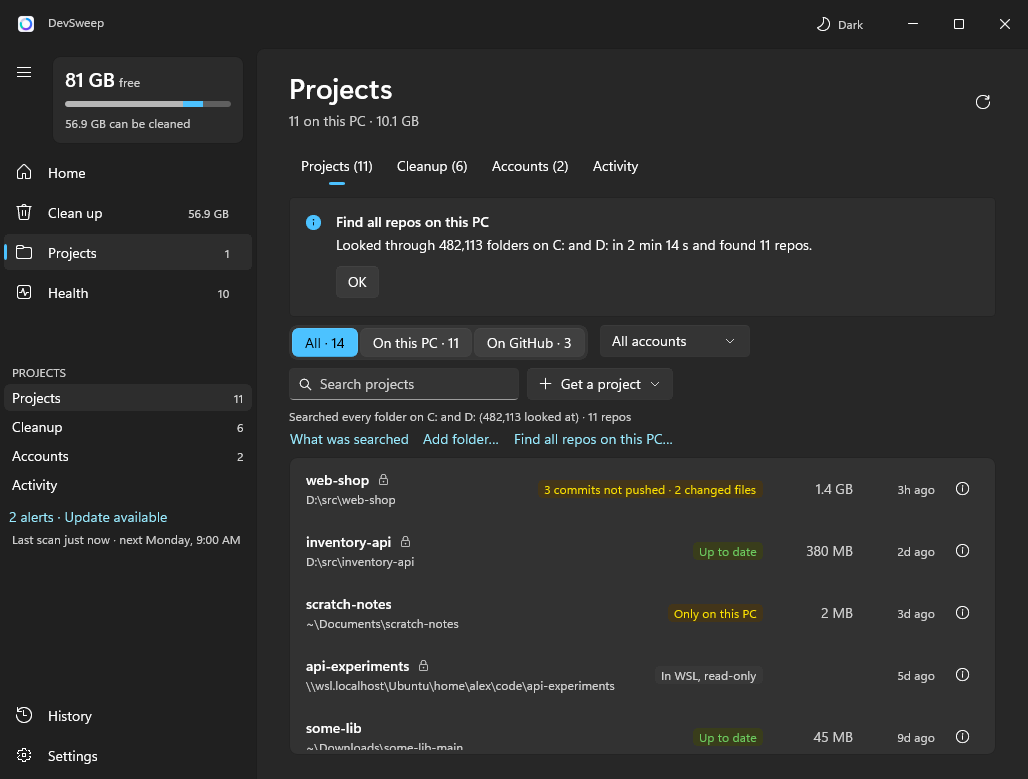 DevSweep
Dark
81 GB free
56.9 GB can be cleaned
Home
Clean up 56.9 GB
Projects 1
Health 10
PROJECTS
Projects 11
Cleanup 6
Accounts 2
Activity
2 alerts · Update available
Last scan just now · next Monday, 9:00 AM
History
Settings
Projects
11 on this PC · 10.1 GB
Projects (11) Cleanup (6) Accounts (2) Activity
Find all repos on this PC
Looked through 482,113 folders on C: and D: in 2 min 14 s and found 11 repos.
OK
All · 14 On this PC · 11 On GitHub · 3 All accounts
Search projects Get a project
Searched every folder on C: and D: (482,113 looked at) · 11 repos
What was searched Add folder... Find all repos on this PC...
web-shop 3 commits not pushed · 2 changed files 1.4 GB 3h ago
D:\src\web-shop
inventory-api Up to date 380 MB 2d ago
D:\src\inventory-api
scratch-notes Only on this PC 2 MB 3d ago
~\Documents\scratch-notes
api-experiments In WSL, read-only 5d ago
\\wsl.localhost\Ubuntu\home\alex\code\api-experiments
some-lib Up to date 45 MB 9d ago
~\Downloads\some-lib-main